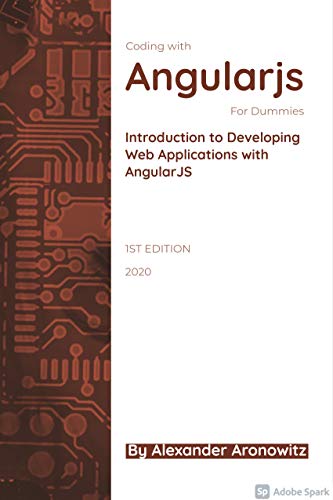 Coding with
Angularjs
For Dummies
Introduction to Developing
Web Applications with
AngularJS
1ST EDITION
2020
By Alexander Aronowitz
Sp Adobe Spark